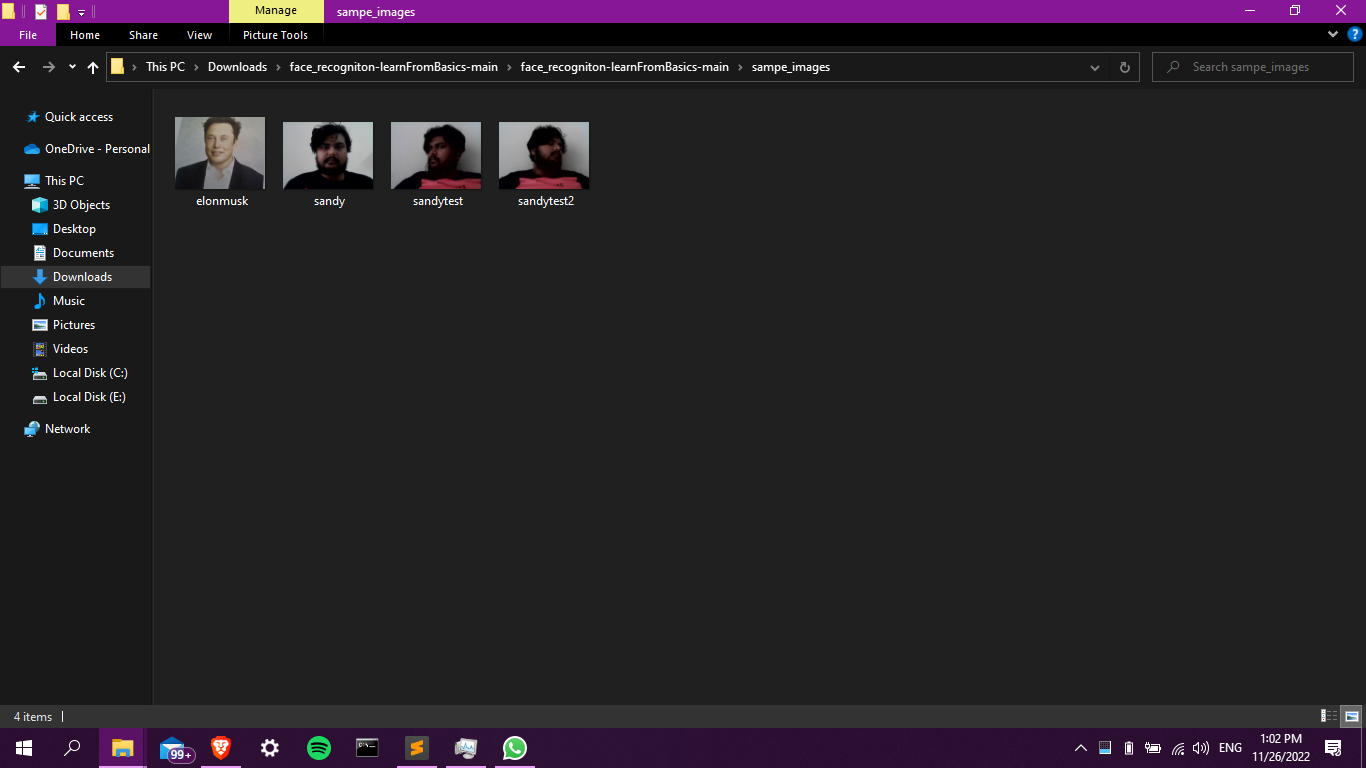 Manage
sampe_images
File
Home
Share
View
Picture Tools
This PC
Downloads
face_recogniton-learnFromBasics-main
face_recogniton-learnFromBasics-main
sampe_images
Search sampe_images
Quick access
OneDrive - Personal
This PC
3D Objects
Desktop
Documents
Downloads
Music
Pictures
Videos
Local Disk (C:)
Local Disk (E:)
Network
elonmusk
sandy
sandytest
sandytest2
4 items
99+
ENG
1:02 PM
11/26/2022